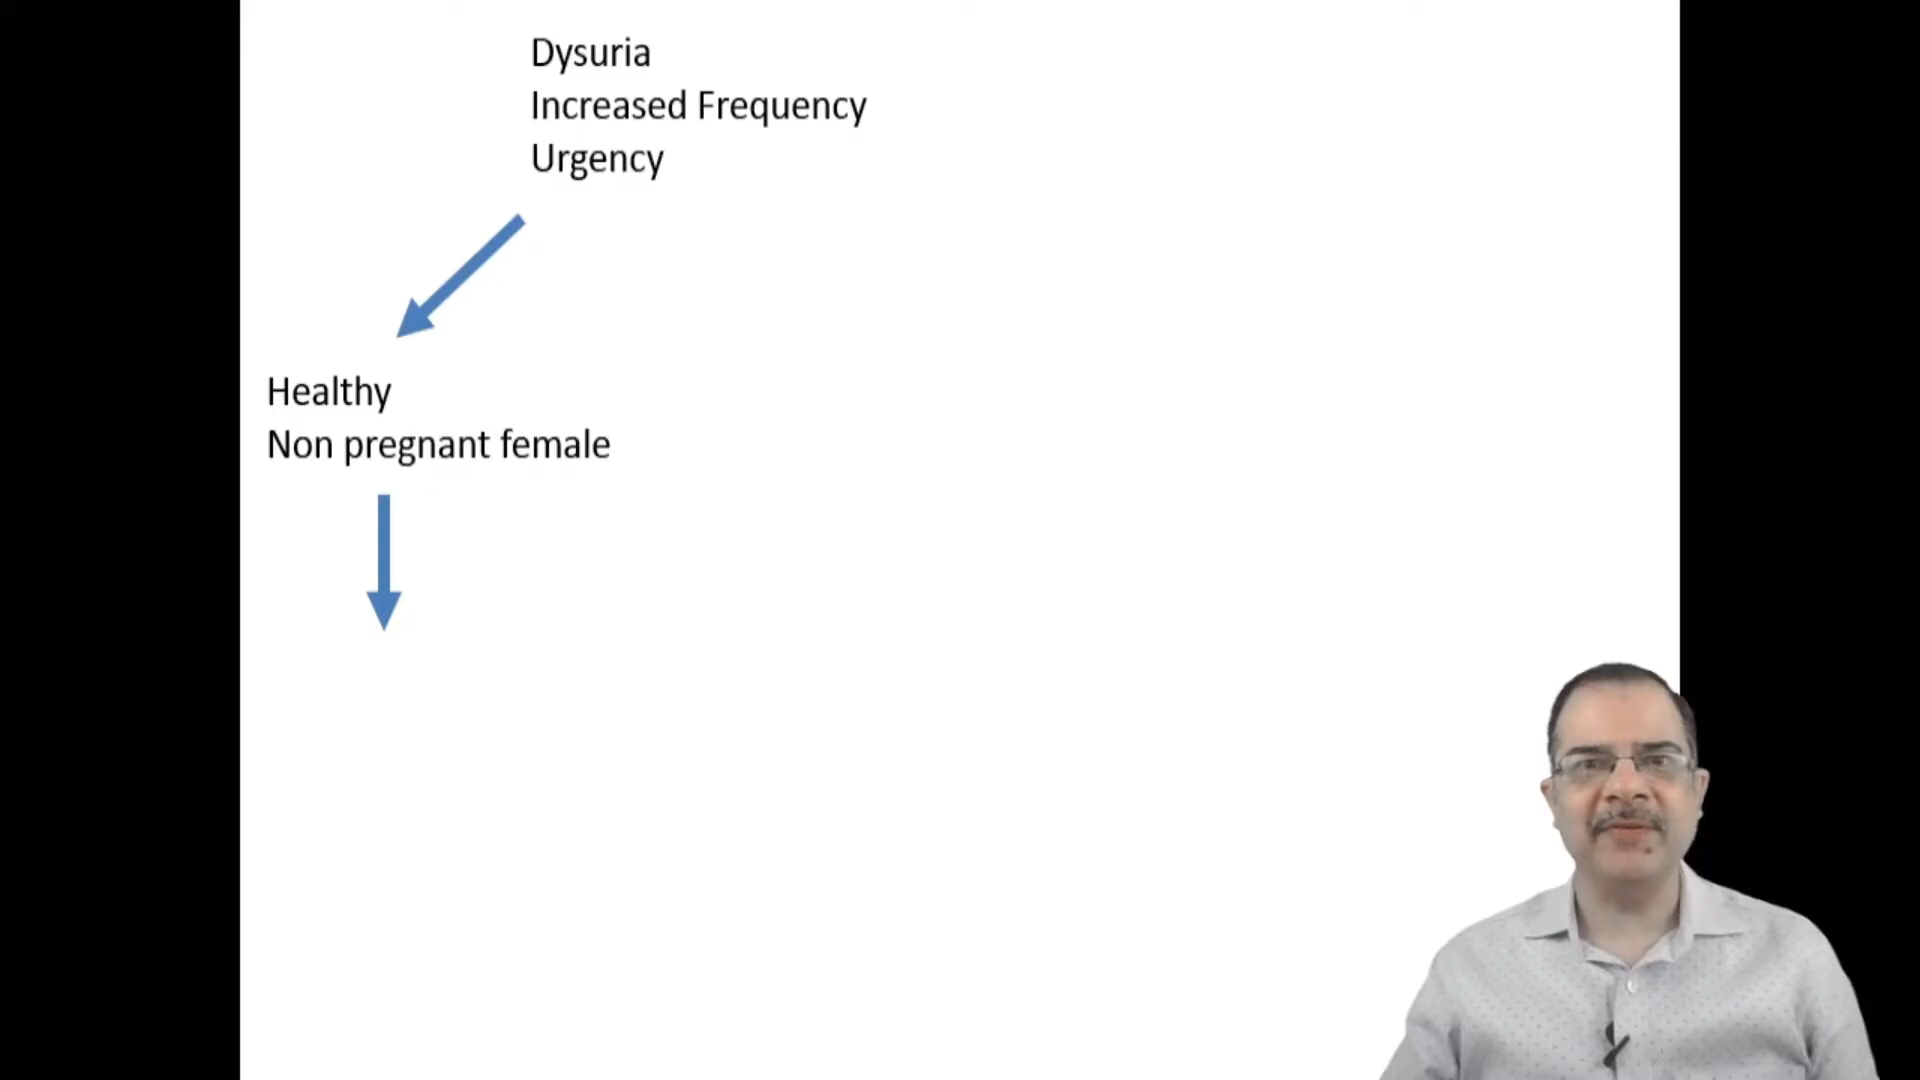 Dysuria
Increased Frequency
Urgency
Healthy
Non pregnant female